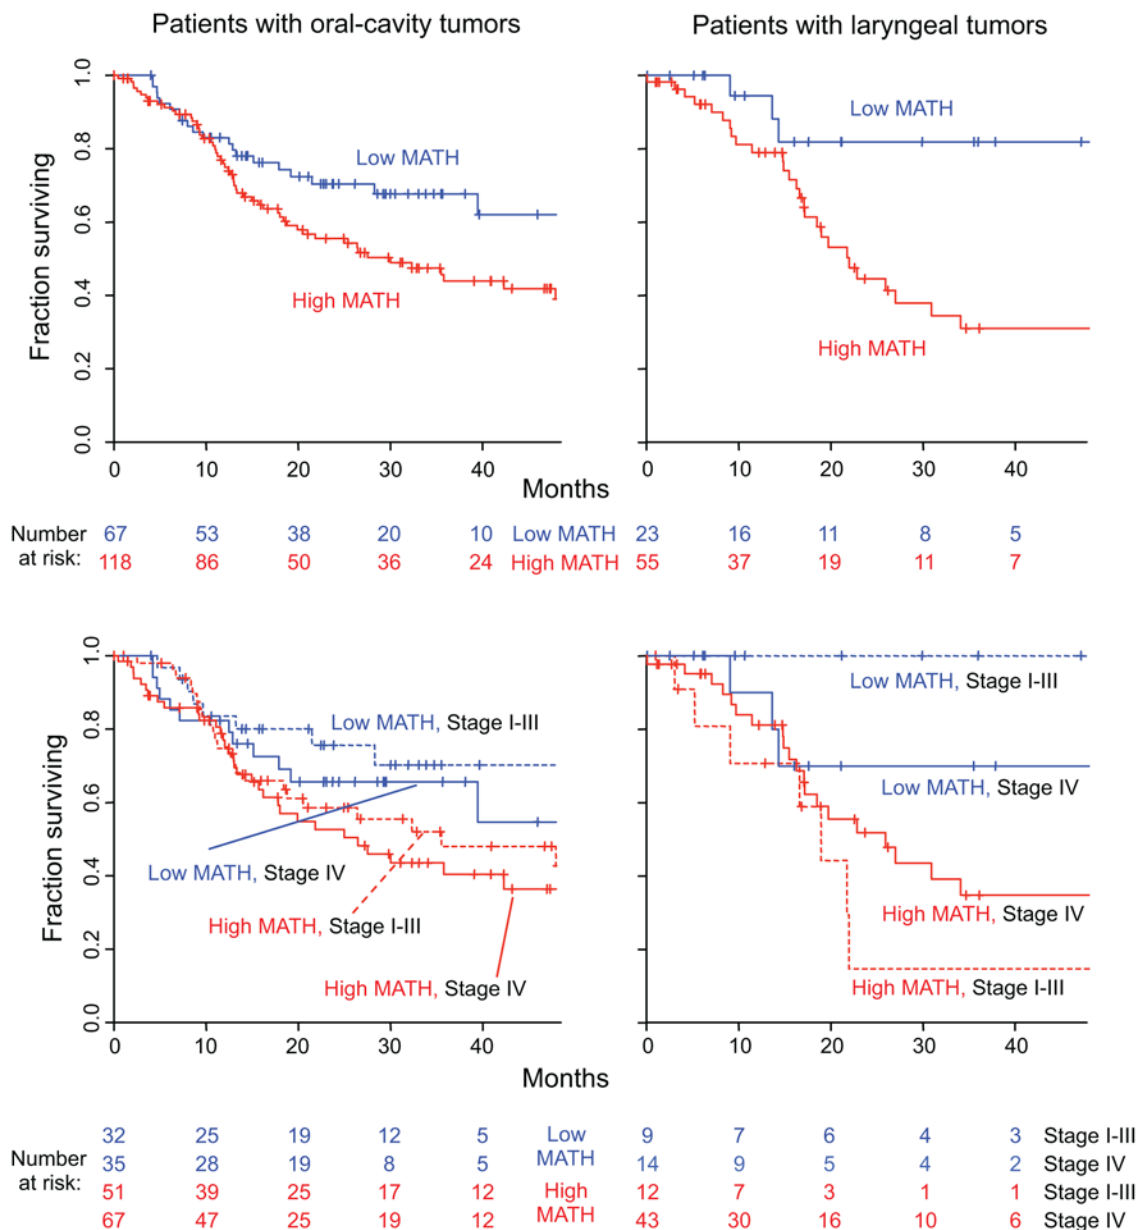 Patients with oral-cavity tumors
Patients with laryngeal tumors
Fraction surviving
1.0
0.8
0.6
0.4
0.2
0.0
Low MATH
High MATH
0 10 20 30 40
Low MATH
High MATH
0 10 20 30 40
Months
Number at risk:
67 53 38 20 10 Low MATH 23 16 11 8 5
118 86 50 36 24 High MATH 55 37 19 11 7
Fraction surviving
1.0
0.8
0.6
0.4
0.2
0.0
Low MATH, Stage I-III
Low MATH, Stage IV
High MATH, Stage I-III
High MATH, Stage IV
0 10 20 30 40
Low MATH, Stage I-III
Low MATH, Stage IV
High MATH, Stage IV
High MATH, Stage I-III
0 10 20 30 40
Months
Number at risk:
32 25 19 12 5 Low 9 7 6 4 3 Stage I-III
35 28 19 8 5 MATH 14 9 5 4 2 Stage IV
51 39 25 17 12 High 12 7 3 1 1 Stage I-III
67 47 25 19 12 MATH 43 30 16 10 6 Stage IV